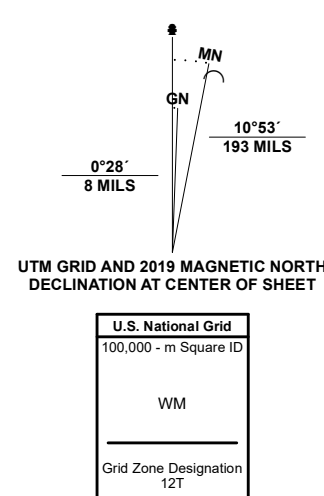 MN
GN
0°28´
8 MILS
10°53´
193 MILS
UTM GRID AND 2019 MAGNETIC NORTH
DECLINATION AT CENTER OF SHEET
U.S. National Grid
100,000 - m Square ID
WM
Grid Zone Designation
12T